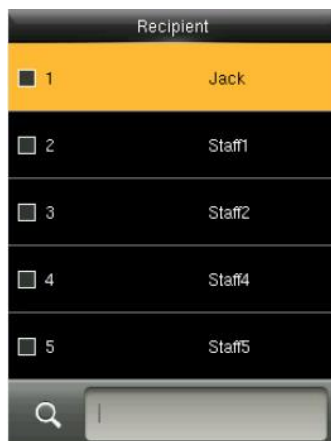 Recipient
1 Jack
2 Staff1
3 Staff2
4 Staff4
5 Staff5